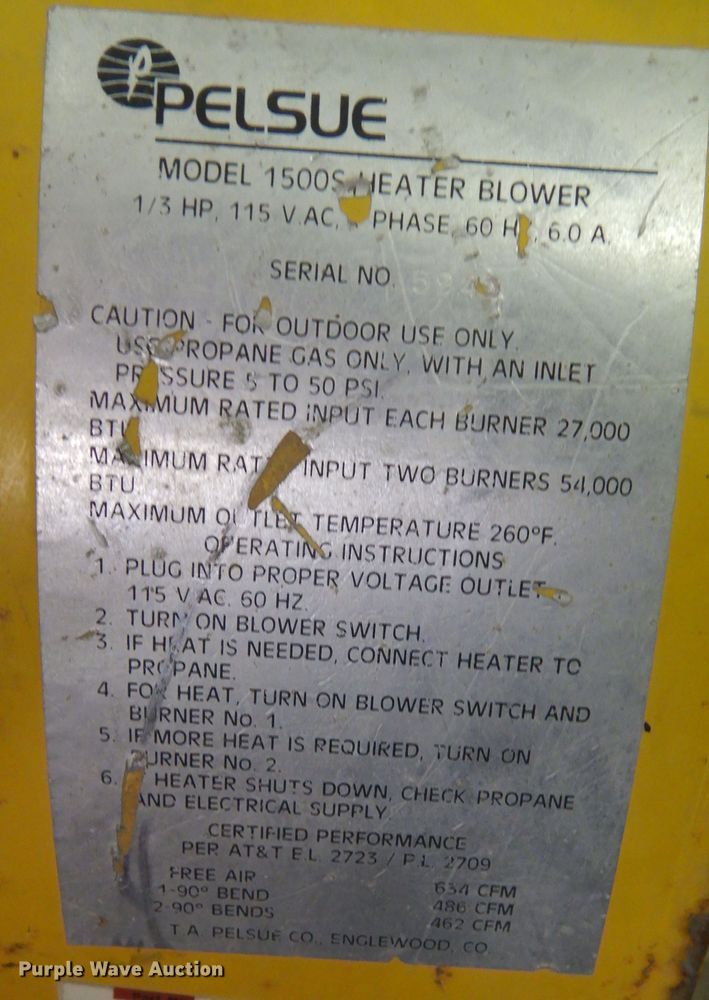 PELSUE
MODEL 1500S HEATER BLOWER
1/3 HP, 115 V.AC, PHASE, 60 HZ, 6.0 A.
SERIAL NO.
CAUTION - FOR OUTDOOR USE ONLY.
USE PROPANE GAS ONLY, WITH AN INLET
PRESSURE 5 TO 50 PSI.
MAXIMUM RATED INPUT EACH BURNER 27,000
BTU
MAXIMUM RATED INPUT TWO BURNERS 54,000
BTU
MAXIMUM OUTLET TEMPERATURE 260°F.
OPERATING INSTRUCTIONS
1. PLUG INTO PROPER VOLTAGE OUTLET
115 V AC. 60 HZ.
2. TURN ON BLOWER SWITCH.
3. IF HEAT IS NEEDED, CONNECT HEATER TO
PROPANE.
4. FOR HEAT, TURN ON BLOWER SWITCH AND
BURNER No. 1.
5. IF MORE HEAT IS REQUIRED, TURN ON
BURNER No. 2.
6. HEATER SHUTS DOWN, CHECK PROPANE
AND ELECTRICAL SUPPLY.
CERTIFIED PERFORMANCE
PER AT&T E.L. 2723 / P.L. 2709
FREE AIR 634 CFM
1-90° BEND 486 CFM
2-90° BENDS 462 CFM
T.A. PELSUE CO., ENGLEWOOD, CO.
Purple Wave Auction